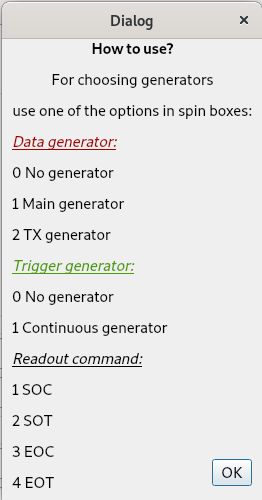 Dialog ×
How to use?
For choosing generators
use one of the options in spin boxes:
Data generator:
0 No generator
1 Main generator
2 TX generator
Trigger generator:
0 No generator
1 Continuous generator
Readout command:
1 SOC
2 SOT
3 EOC
4 EOT
OK